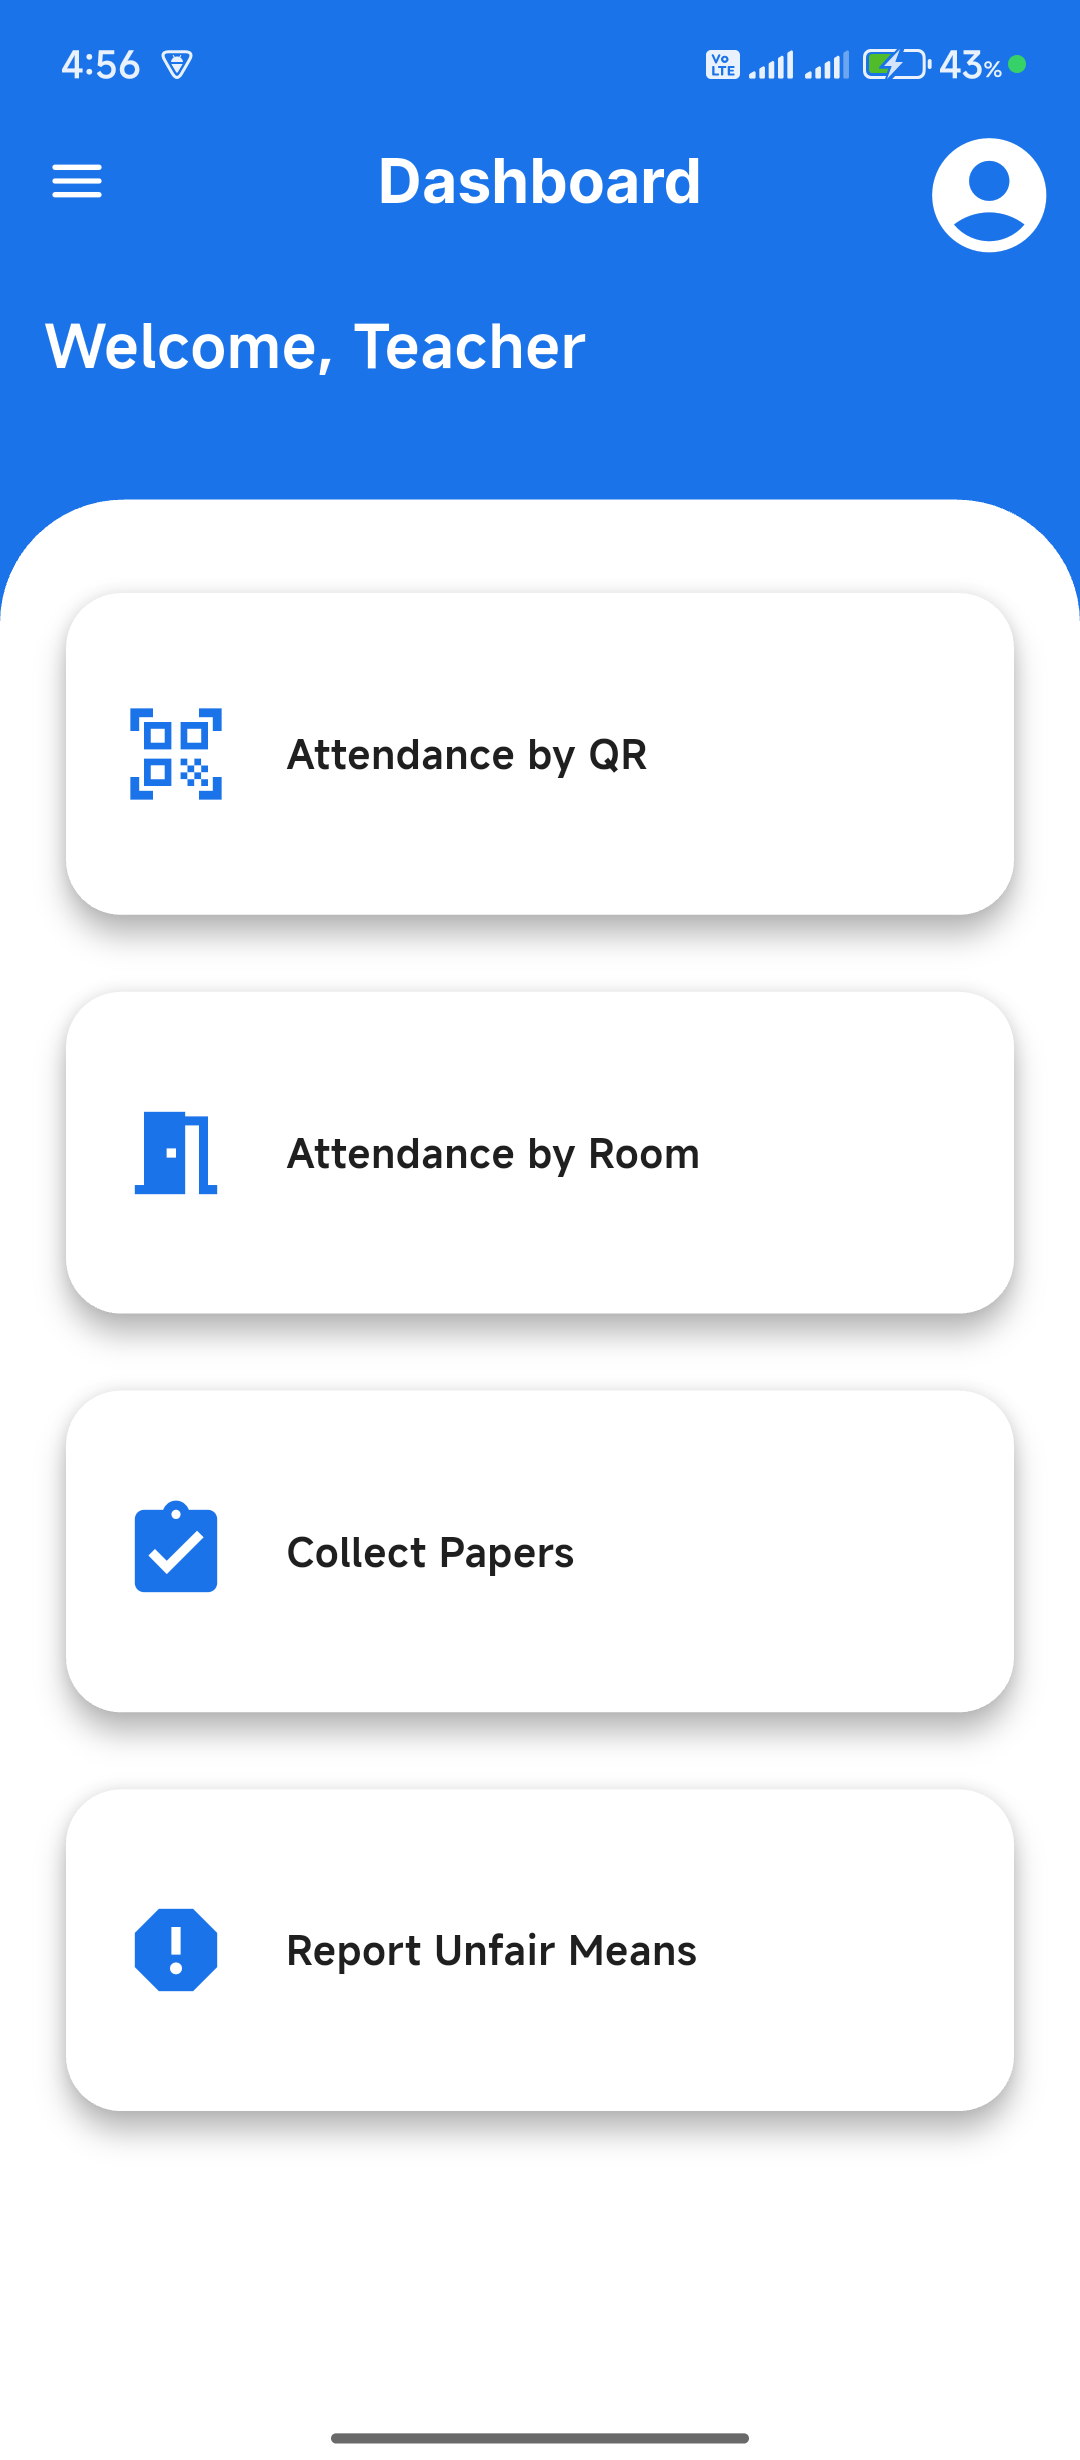 4:56 Vo LTE 43%
Dashboard
Welcome, Teacher
Attendance by QR
Attendance by Room
Collect Papers
Report Unfair Means